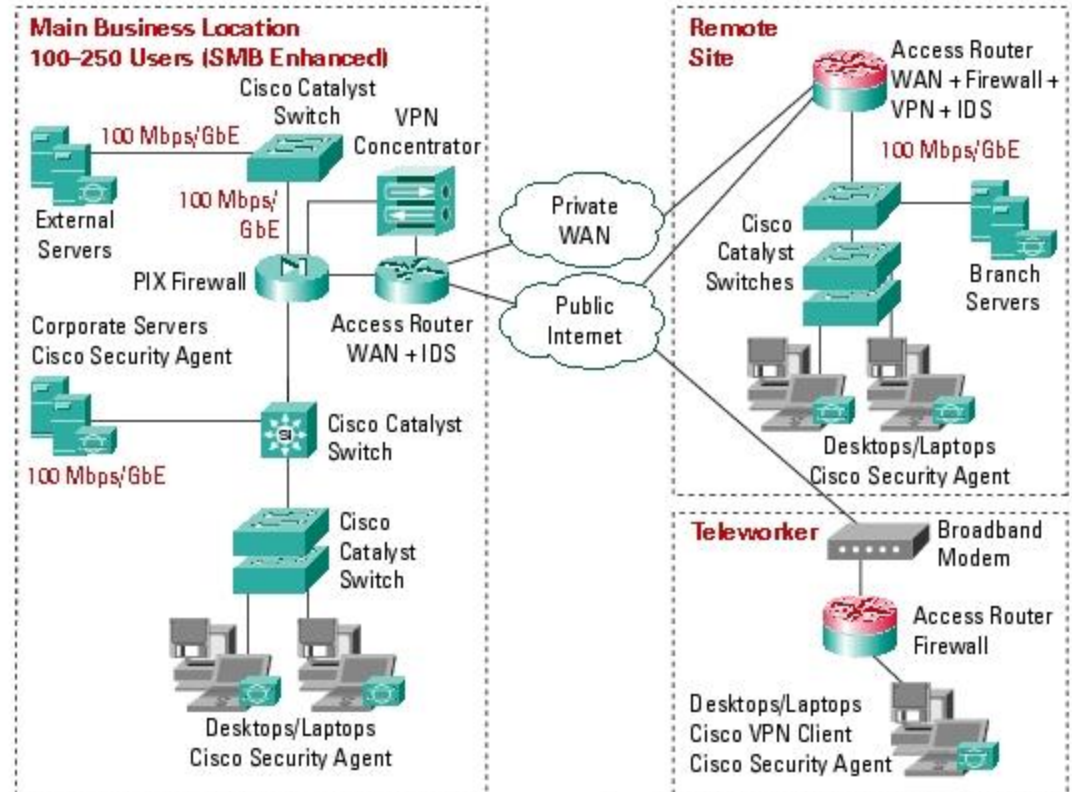 Main Business Location
100–250 Users (SMB Enhanced)
Cisco Catalyst
Switch
VPN
Concentrator
100 Mbps/GbE
100 Mbps/
GbE
External
Servers
PIX Firewall
Access Router
WAN + IDS
Corporate Servers
Cisco Security Agent
100 Mbps/GbE
SI
Cisco Catalyst
Switch
Cisco
Catalyst
Switch
Desktops/Laptops
Cisco Security Agent
Private
WAN
Public
Internet
Remote
Site
Access Router
WAN + Firewall +
VPN + IDS
100 Mbps/GbE
Cisco
Catalyst
Switches
Branch
Servers
Desktops/Laptops
Cisco Security Agent
Teleworker
Broadband
Modem
Access Router
Firewall
Desktops/Laptops
Cisco VPN Client
Cisco Security Agent